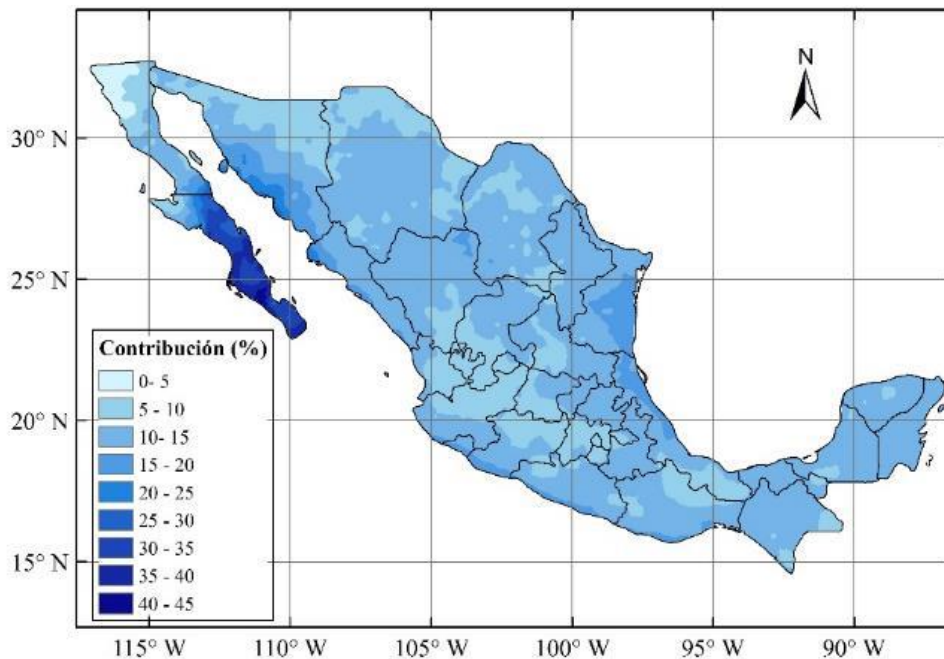 N
30° N
25° N
20° N
15° N
Contribución (%)
0- 5
5 - 10
10- 15
15 - 20
20 - 25
25 - 30
30 - 35
35 - 40
40 - 45
115° W
110° W
105° W
100° W
95° W
90° W